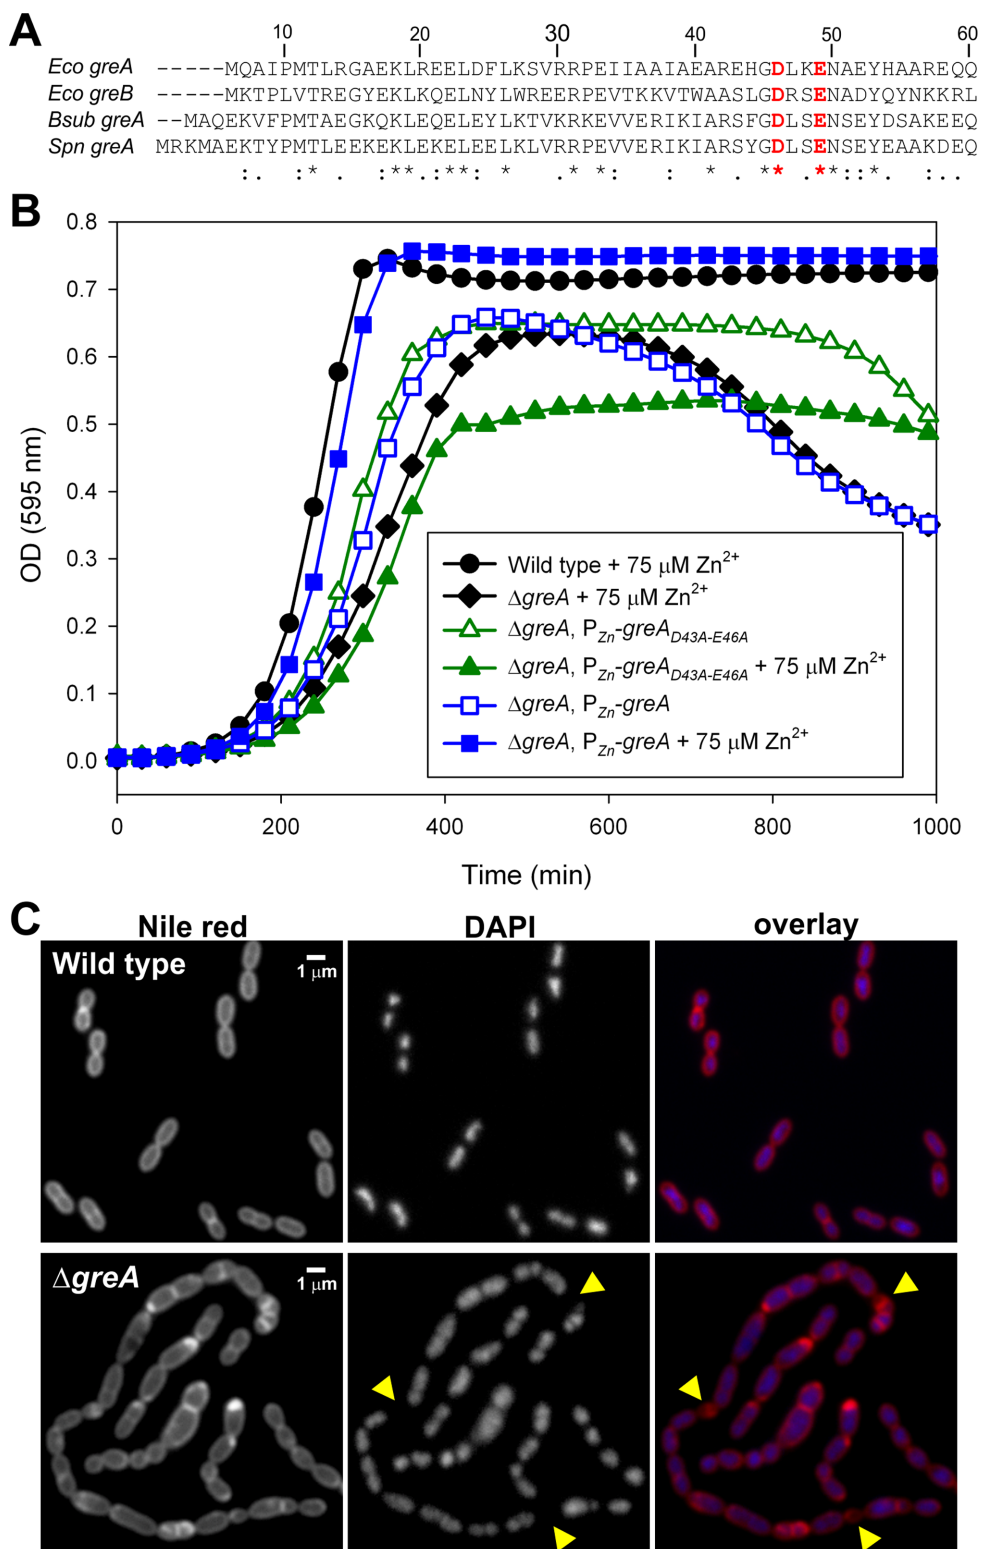 A
10 20 30 40 50 60
Eco greA -----MQAIPMTLRGAEKLREELDFLKSVRRPEIIAAIAEAREHGDLKENAEYHAAREQQ
Eco greB -----MKTPLVTREGYEKLKQELNYLWREERPEVTKKVTWAASLGDRSENADYQYNKKRL
Bsub greA --MAQEKVFPMTAEGKQKLEQELEYLKTVKRPEVVERIKIARSFGDLSENSEYDSAKEEQ
Spn greA MRKMAEKTYPMTLEEKEKLEKELEELKLVRRPEVVERIKIARSYGDLSENSEYEAAKDEQ
:. :* . :**.:**: * .* *: : * .** .**::*. :..
B
0.8
0.7
0.6
0.5
0.4
0.3
0.2
0.1
0.0
OD (595 nm)
Wild type + 75 µM Zn2+
ΔgreA + 75 µM Zn2+
ΔgreA, PZn-greAD43A-E46A
ΔgreA, PZn-greAD43A-E46A + 75 µM Zn2+
ΔgreA, PZn-greA
ΔgreA, PZn-greA + 75 µM Zn2+
0 200 400 600 800 1000
Time (min)
C
Nile red DAPI overlay
Wild type
1 µm
ΔgreA
1 µm